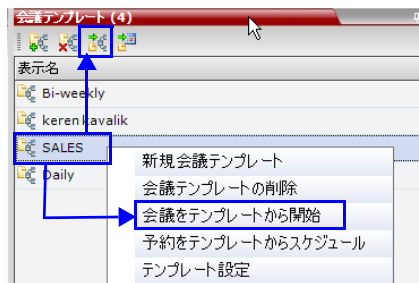 会議テンプレート (4)
表示名
Bi-weekly
keren kavalik
SALES
Daily
新規会議テンプレート
会議テンプレートの削除
会議をテンプレートから開始
予約をテンプレートからスケジュール
テンプレート設定